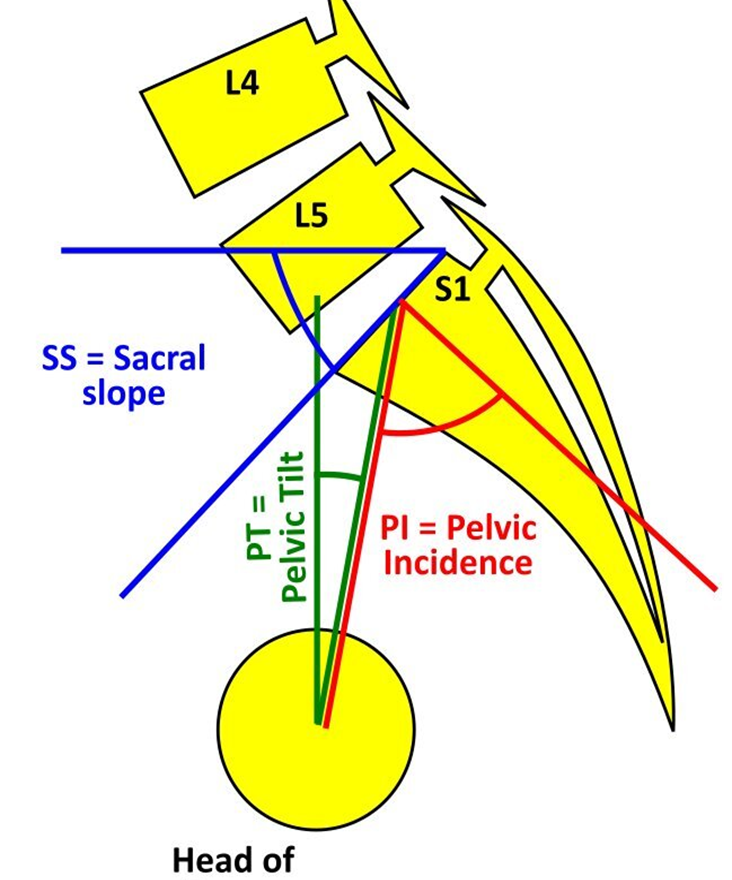 L4
L5
S1
SS = Sacral
slope
PT =
Pelvic Tilt
PI = Pelvic
Incidence
Head of